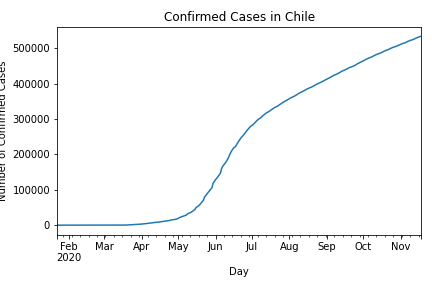 Confirmed Cases in Chile
Number of Confirmed Cases
500000
400000
300000
200000
100000
0
Feb Mar Apr May Jun Jul Aug Sep Oct Nov
2020
Day